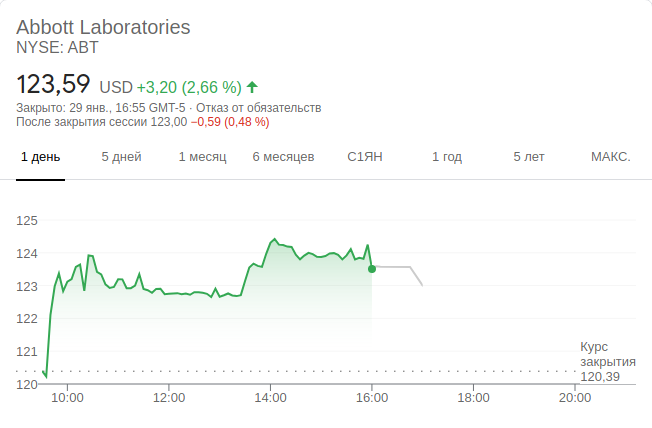 Abbott Laboratories
NYSE: ABT
123,59 USD +3,20 (2,66 %)
Закрыто: 29 янв., 16:55 GMT-5 · Отказ от обязательств
После закрытия сессии 123,00 −0,59 (0,48 %)
1 день 5 дней 1 месяц 6 месяцев С1ЯН 1 год 5 лет МАКС.
125
124
123
122
121
120
Курс
закрытия
120,39
10:00 12:00 14:00 16:00 18:00 20:00